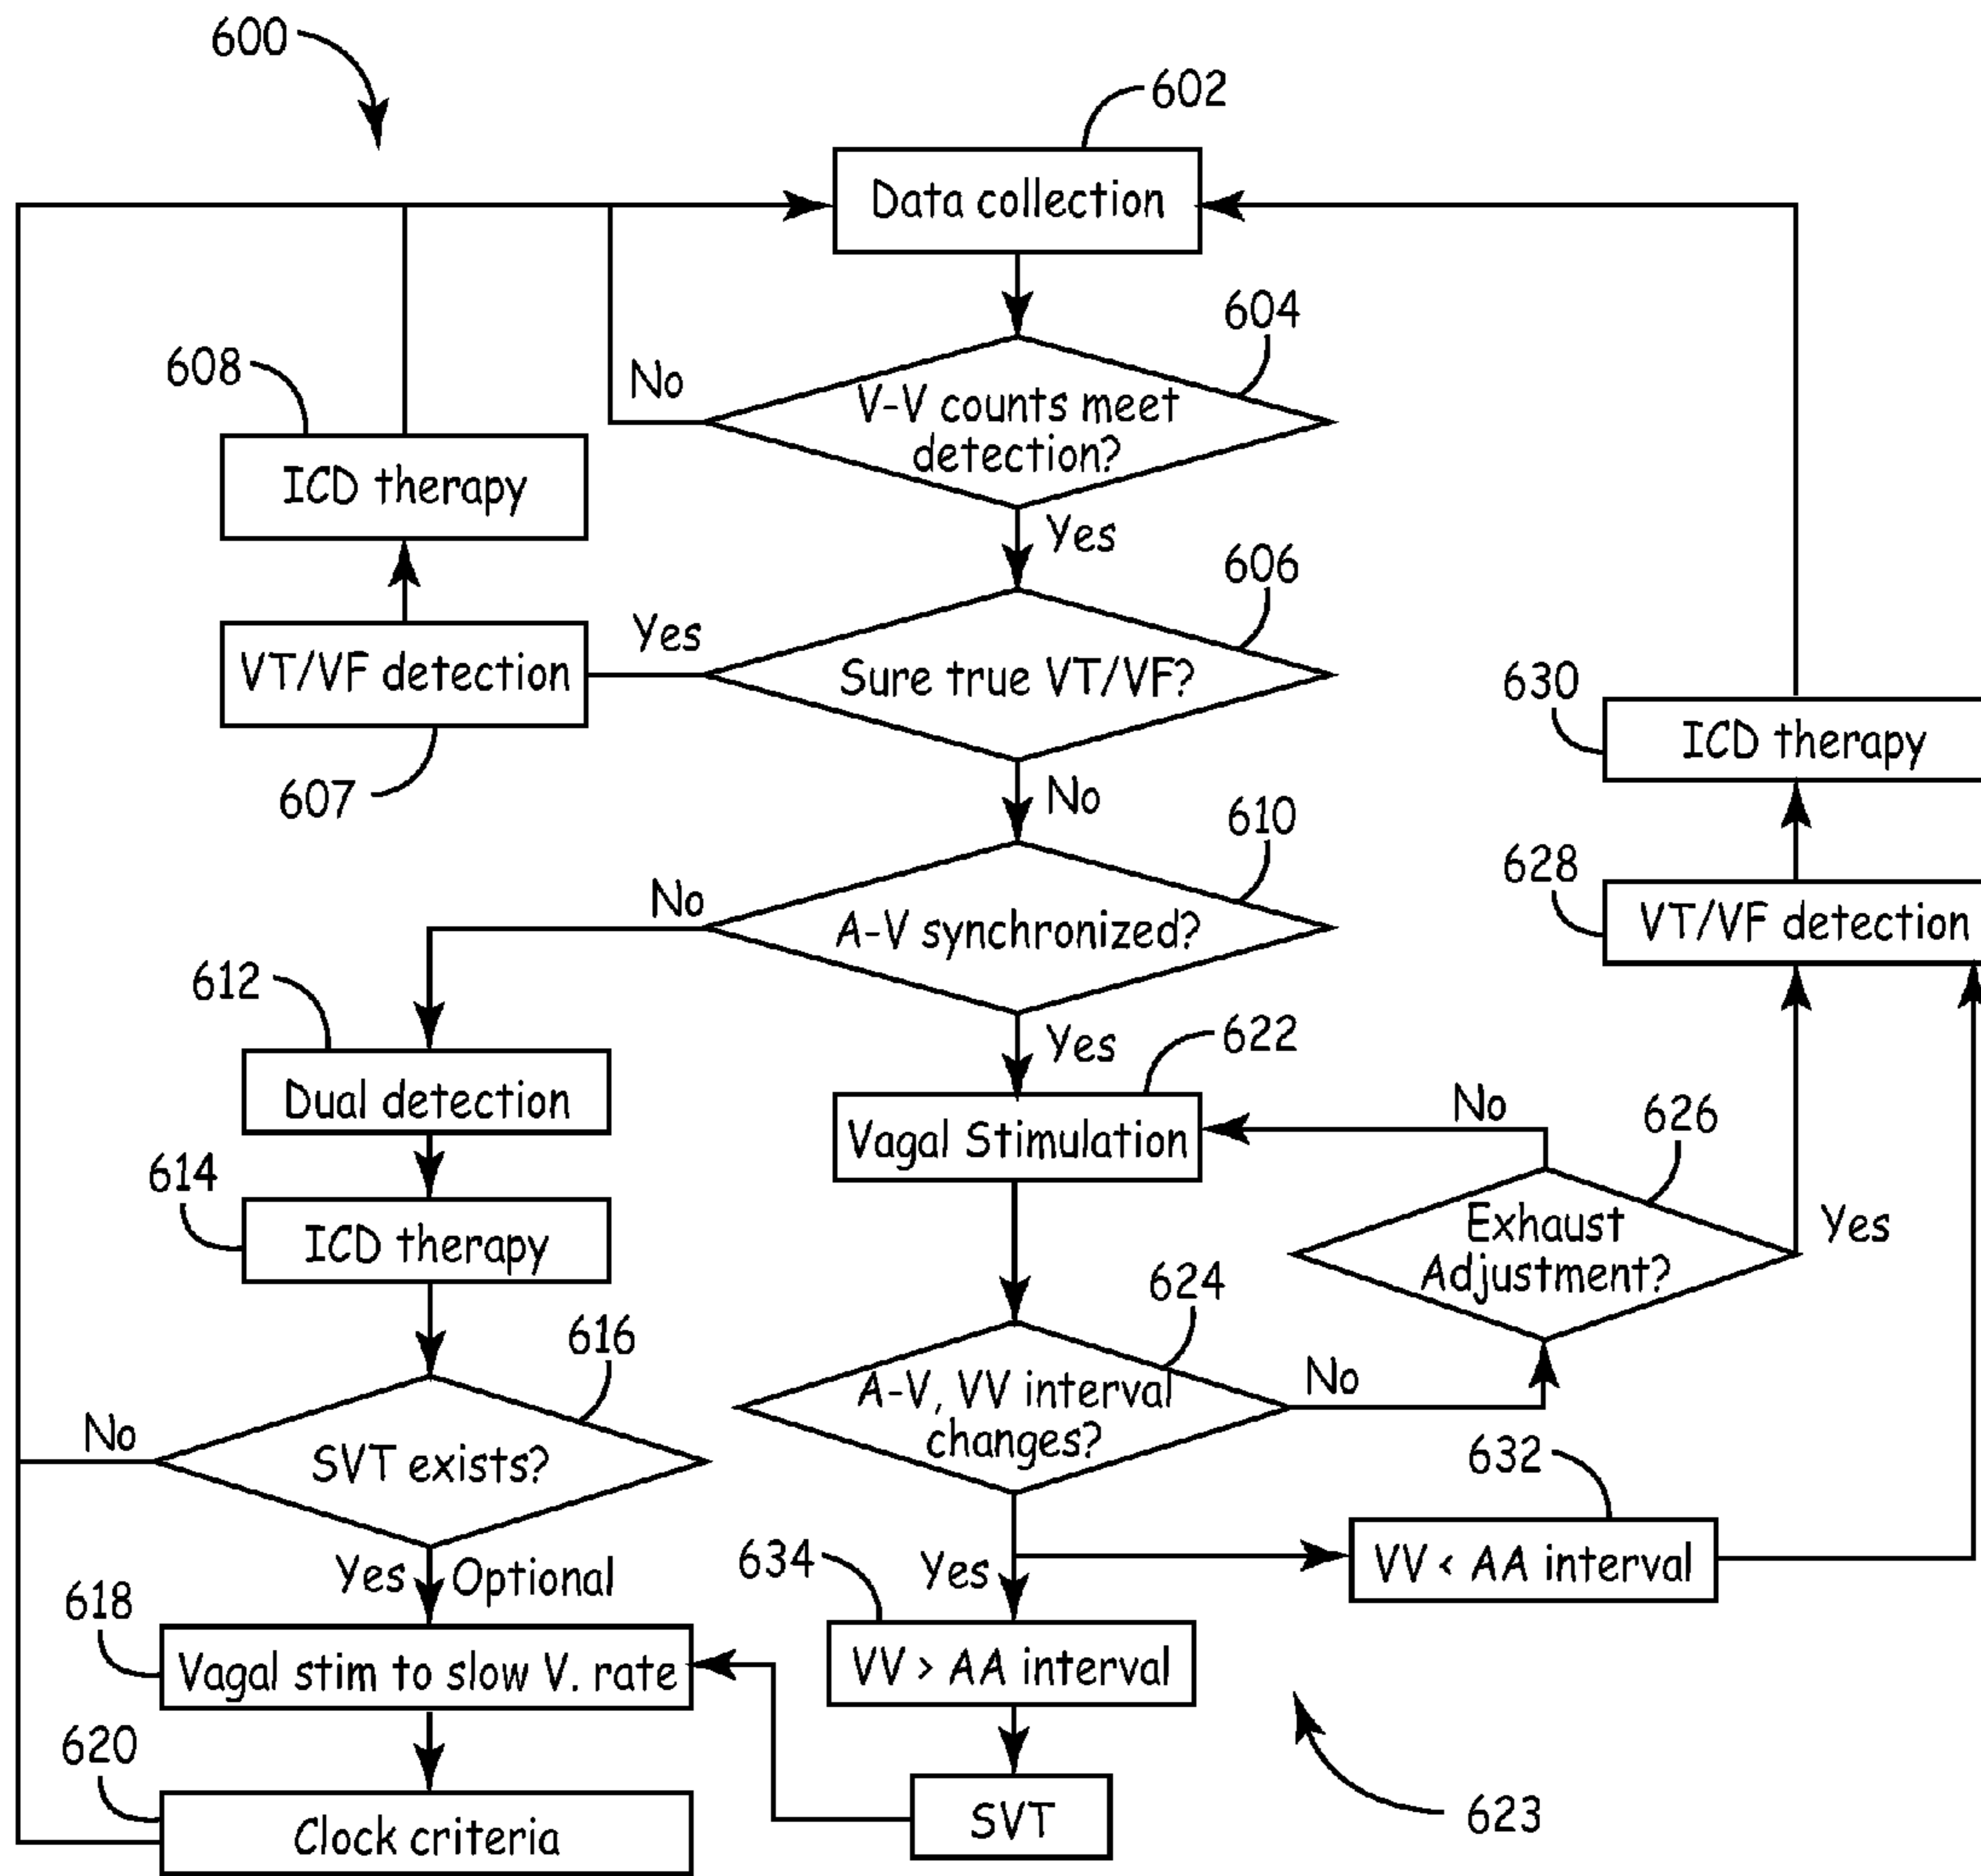 600
602
Data collection
604
608
No
V-V counts meet
detection?
ICD therapy
Yes
606
Yes
VT/VF detection
Sure true VT/VF?
630
ICD therapy
607
No
610
628
No
A-V synchronized?
VT/VF detection
612
622
Yes
Dual detection
No
626
Vagal Stimulation
614
Exhaust
Adjustment?
Yes
ICD therapy
624
616
A-V, VV interval
changes?
No
No
SVT exists?
632
634
Yes
Optional
Yes
VV < AA interval
618
Vagal stim to slow V. rate
VV > AA interval
620
Clock criteria
SVT
623